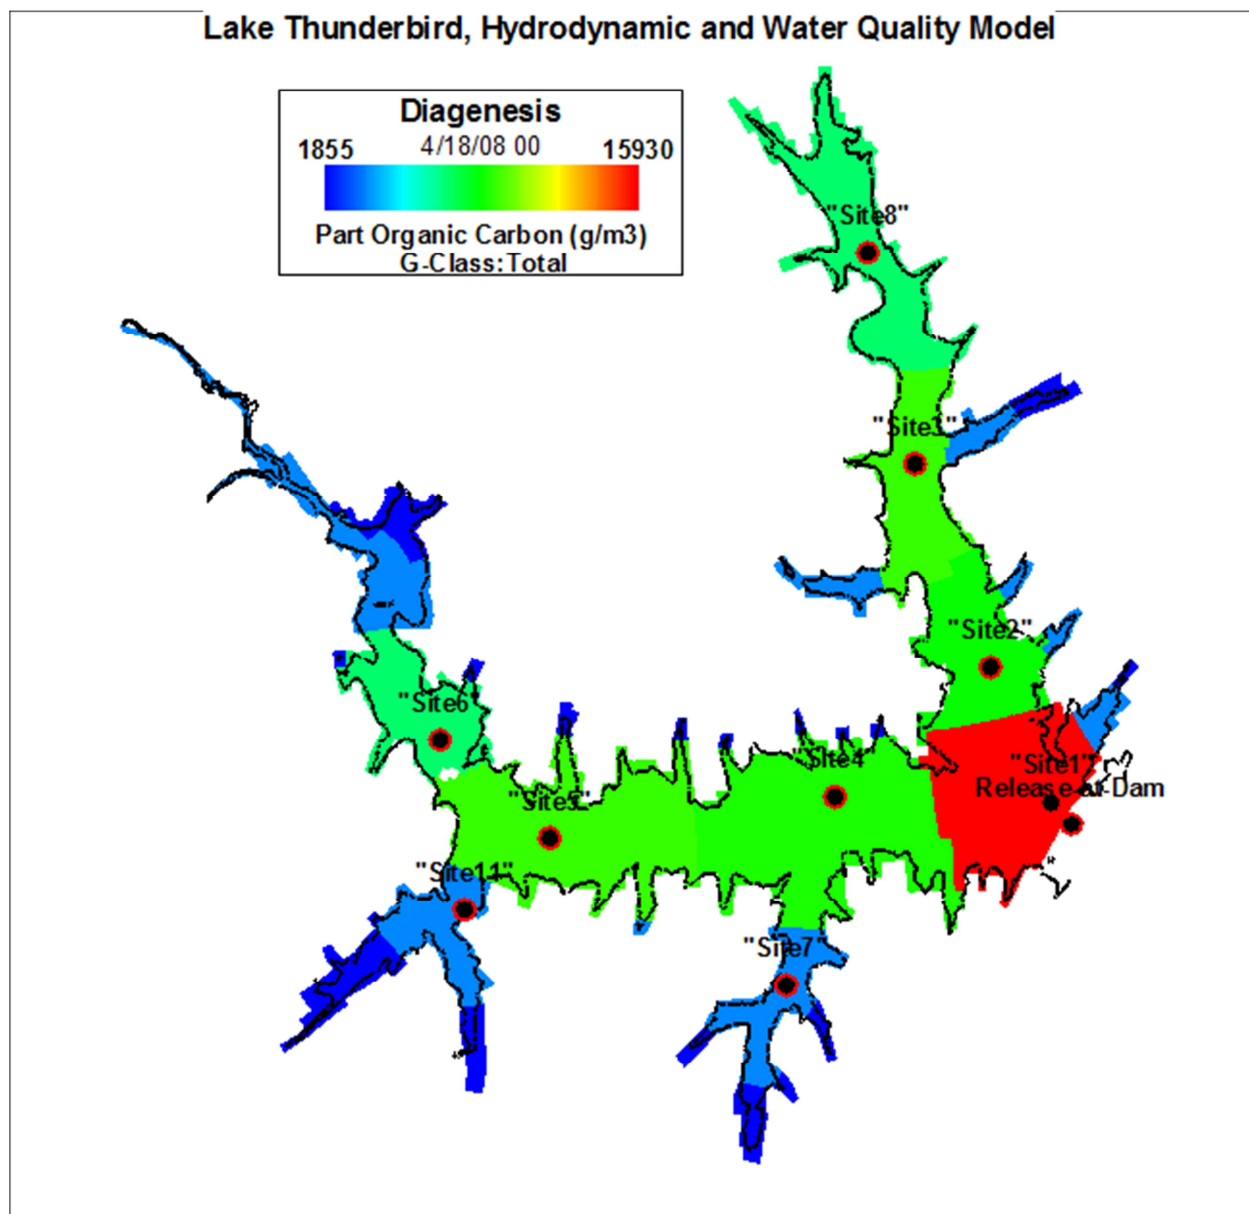 Lake Thunderbird, Hydrodynamic and Water Quality Model
Diagenesis
1855 4/18/08 00 15930
Part Organic Carbon (g/m3)
G-Class:Total
"Site8"
"Site3"
"Site2"
"Site6"
"Site4"
"Site1"
Release-at-Dam
"Site5"
"Site11"
"Site7"